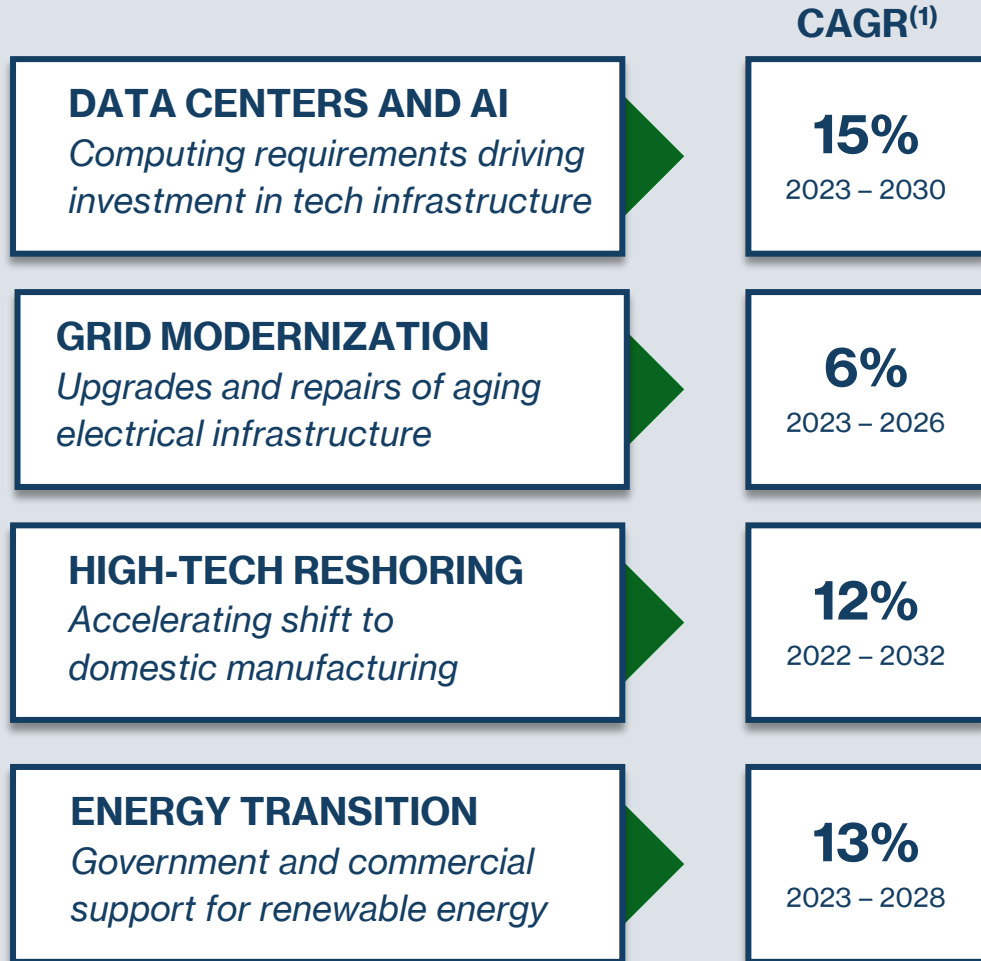 CAGR(1)
DATA CENTERS AND AI
Computing requirements driving
investment in tech infrastructure
15%
2023 – 2030
GRID MODERNIZATION
Upgrades and repairs of aging
electrical infrastructure
6%
2023 – 2026
HIGH-TECH RESHORING
Accelerating shift to
domestic manufacturing
12%
2022 – 2032
ENERGY TRANSITION
Government and commercial
support for renewable energy
13%
2023 – 2028